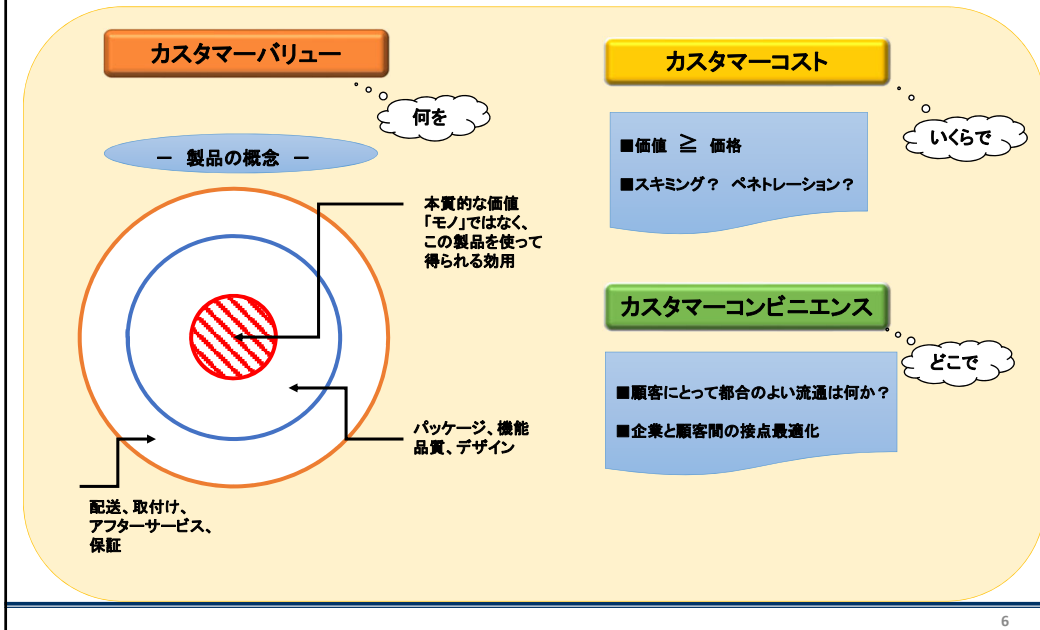 カスタマーバリュー
何を
－ 製品の概念 －
本質的な価値
「モノ」ではなく、
この製品を使って
得られる効用
パッケージ、機能
品質、デザイン
配送、取付け、
アフターサービス、
保証
カスタマーコスト
いくらで
■価値 ≧ 価格
■スキミング？ ペネトレーション？
カスタマーコンビニエンス
どこで
■顧客にとって都合のよい流通は何か？
■企業と顧客間の接点最適化
6